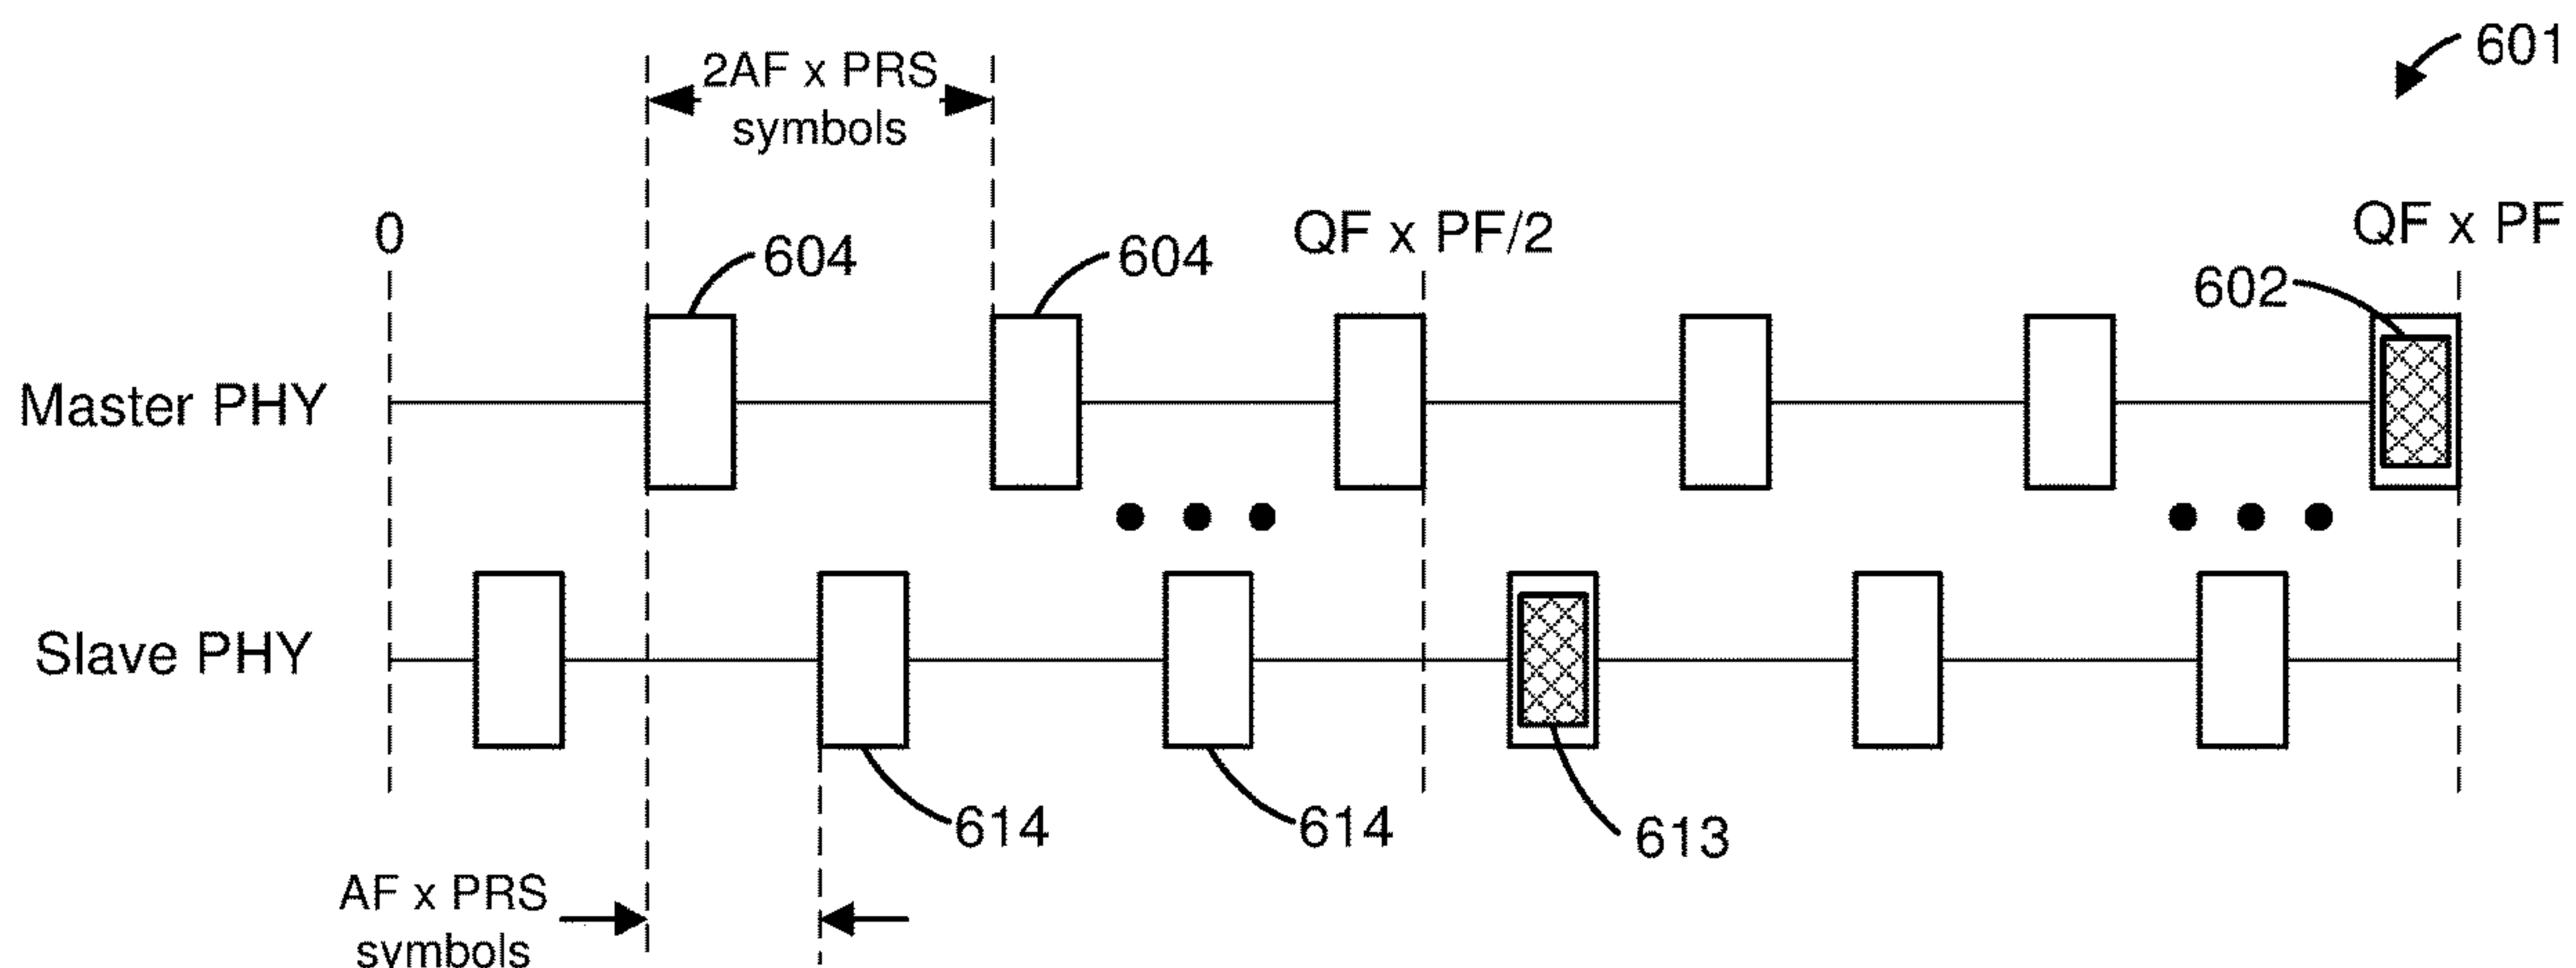 601
2AF x PRS
symbols
0
604
604
QF x PF/2
QF x PF
602
Master PHY
Slave PHY
614
614
613
AF x PRS
symbols